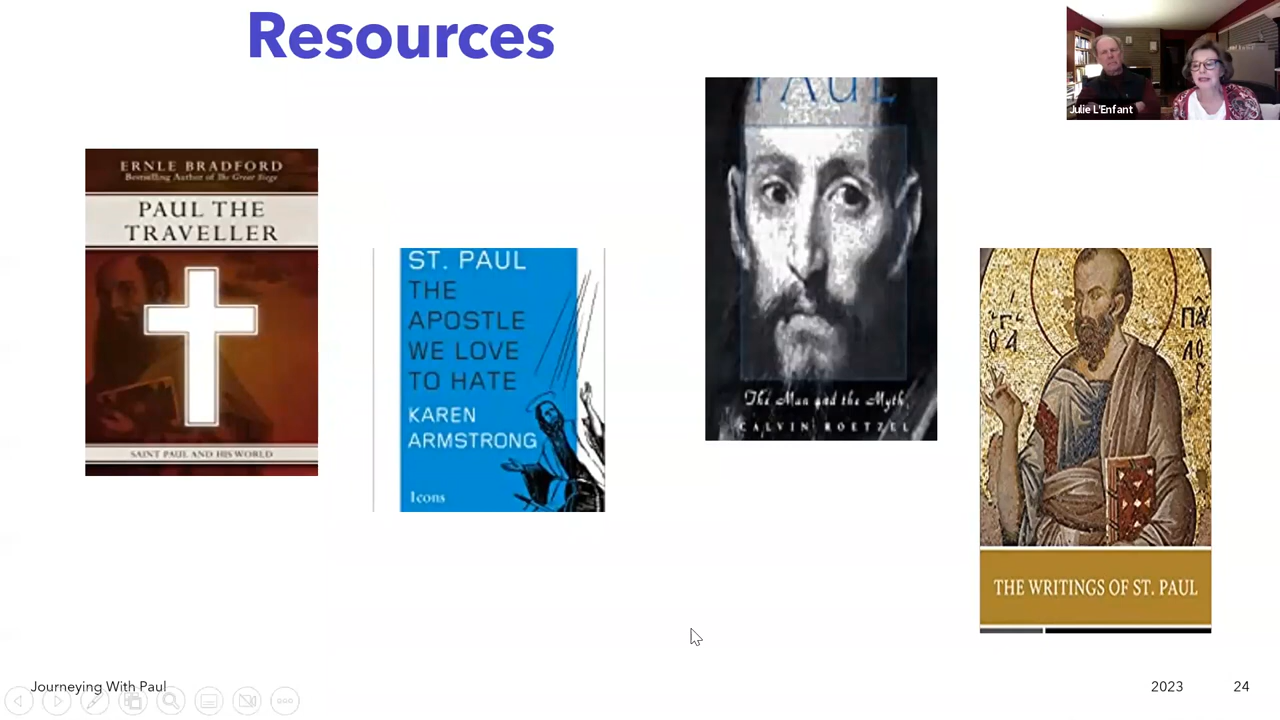 Resources
Julie L'Enfant
ERNLE BRADFORD
Bestselling Author of The Great Siege
PAUL THE
TRAVELLER
SAINT PAUL AND HIS WORLD
ST. PAUL
THE
APOSTLE
WE LOVE
TO HATE
KAREN
ARMSTRONG
Icons
PAUL
The Man and the Myth
CALVIN ROETZEL
THE WRITINGS OF ST. PAUL
Journeying With Paul
2023
24